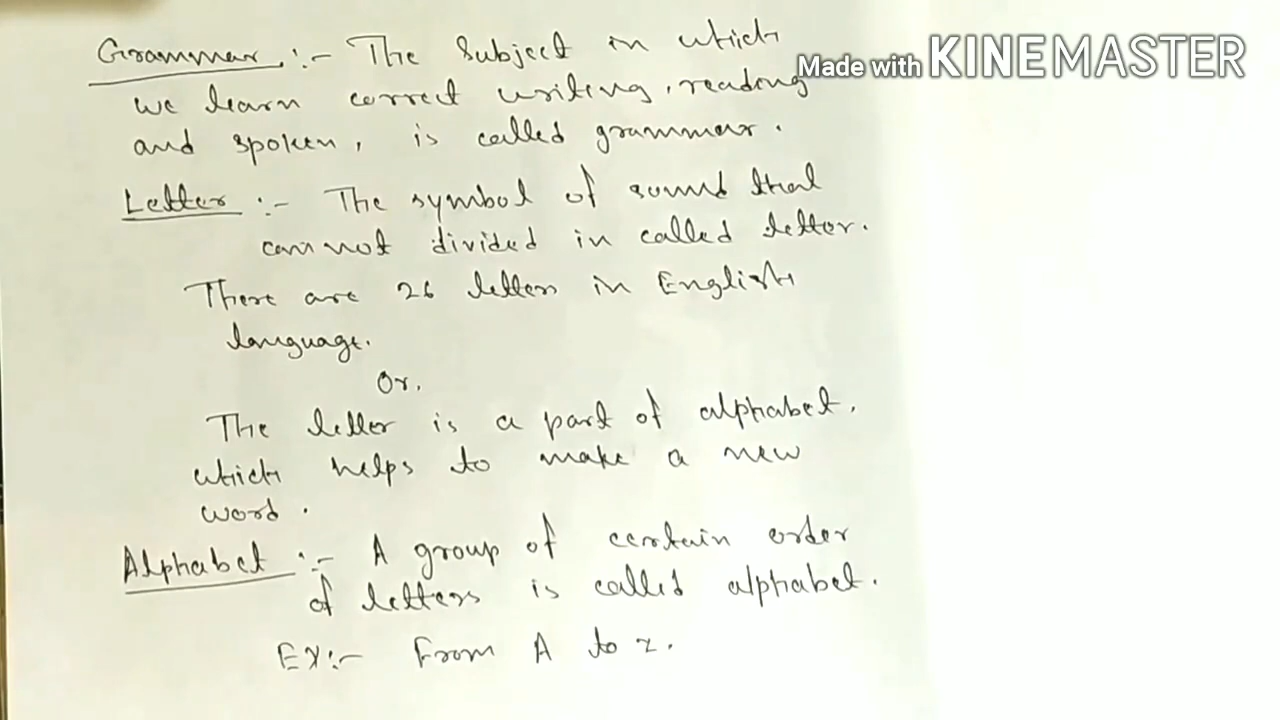 Grammar :- The Subject in which
Made with KINEMASTER
we learn correct writing, reading
and spoken, is called grammar.
Letter :- The symbol of sound that
can not divided in called letter.
There are 26 letters in English
language.
Or.
The letter is a part of alphabet.
which helps to make a new
word.
Alphabet :- A group of certain order
of letters is called alphabet.
EX:- From A to z.